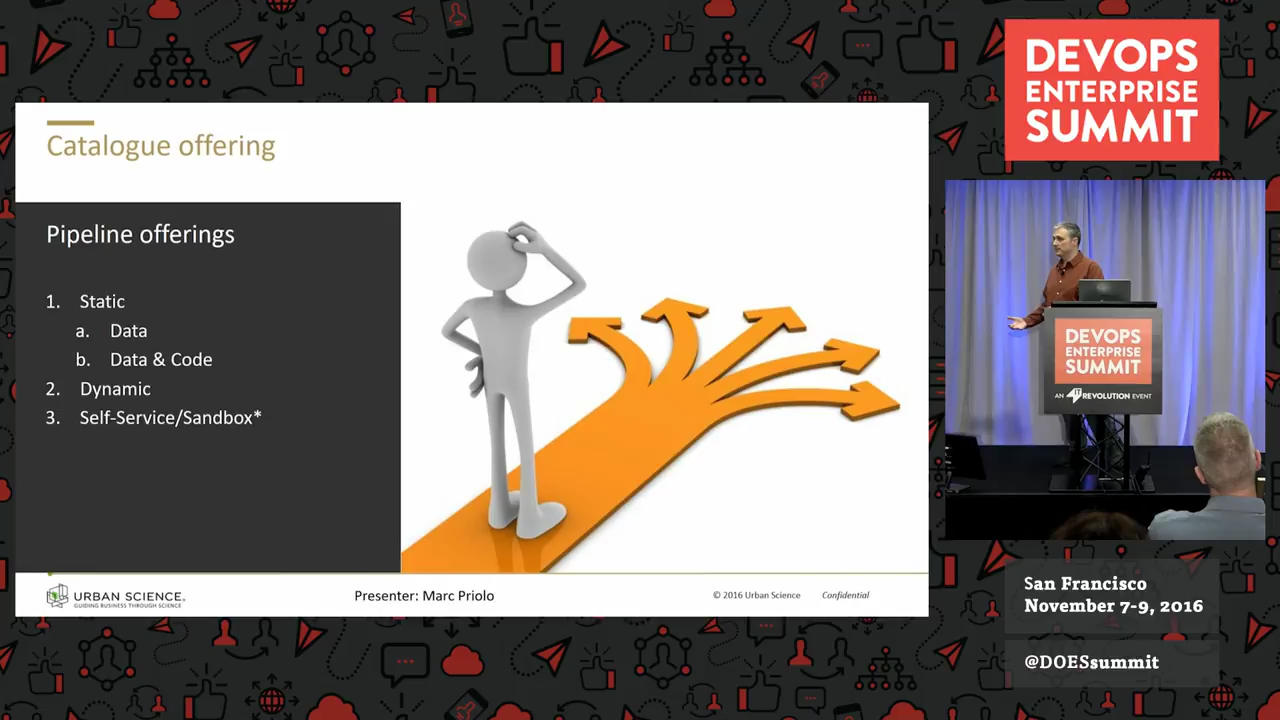 Catalogue offering
Pipeline offerings
1. Static
a. Data
b. Data & Code
2. Dynamic
3. Self-Service/Sandbox*
URBAN SCIENCE
GUIDING BUSINESS THROUGH SCIENCE
Presenter: Marc Priolo
© 2016 Urban Science
Confidential
DEVOPS
ENTERPRISE
SUMMIT
DEVOPS
ENTERPRISE
SUMMIT
AN IT REVOLUTION EVENT
San Francisco
November 7-9, 2016
@DOESsummit